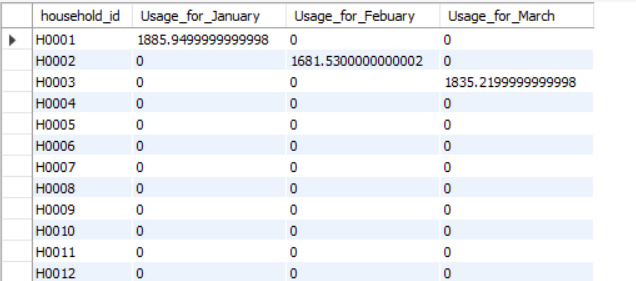 household_id Usage_for_January Usage_for_Febuary Usage_for_March
H0001 1885.9499999999998 0 0
H0002 0 1681.5300000000002 0
H0003 0 0 1835.2199999999998
H0004 0 0 0
H0005 0 0 0
H0006 0 0 0
H0007 0 0 0
H0008 0 0 0
H0009 0 0 0
H0010 0 0 0
H0011 0 0 0
H0012 0 0 0